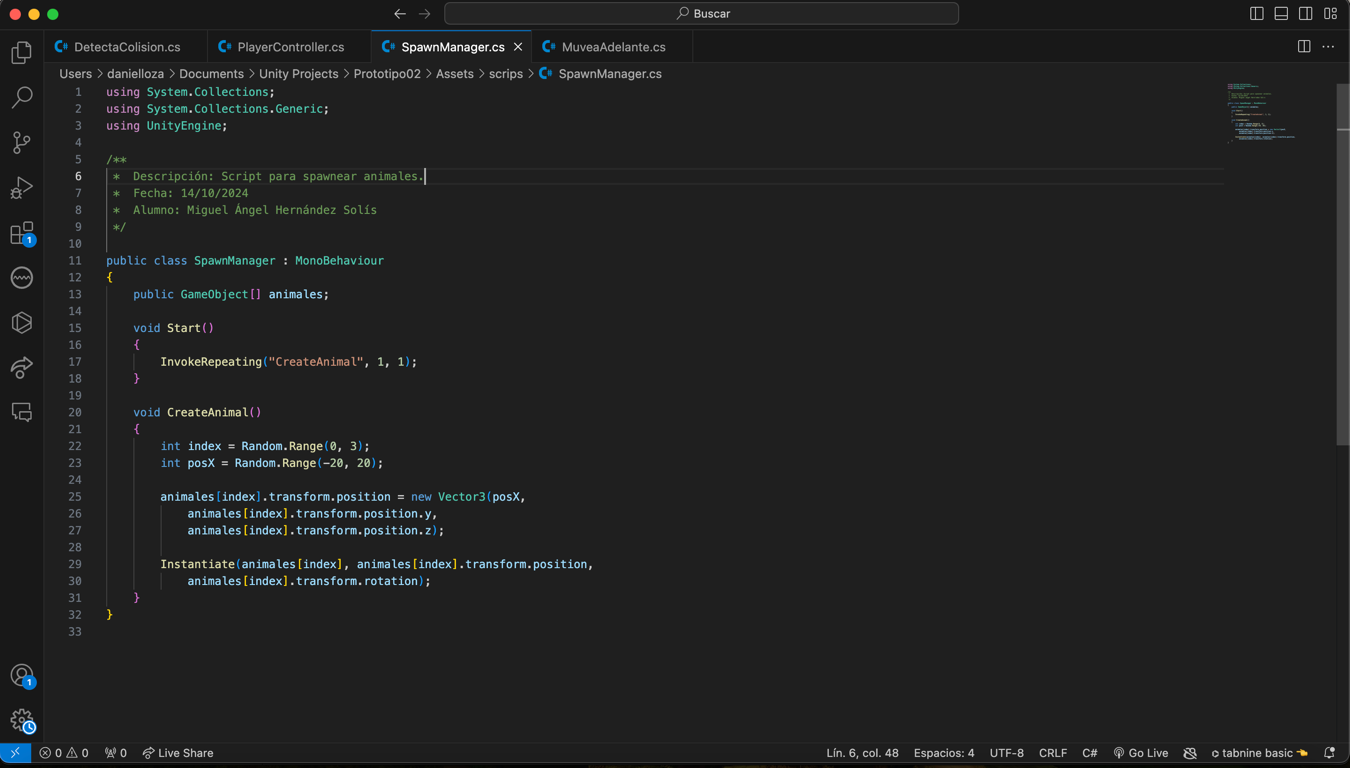 Buscar
DetectaColision.cs
PlayerController.cs
SpawnManager.cs
MuveaAdelante.cs
Users > danielloza > Documents > Unity Projects > Prototipo02 > Assets > scrips > SpawnManager.cs
1 using System.Collections;
2 using System.Collections.Generic;
3 using UnityEngine;
4
5 /**
6 * Descripción: Script para spawnear animales.
7 * Fecha: 14/10/2024
8 * Alumno: Miguel Ángel Hernández Solís
9 */
10
11 public class SpawnManager : MonoBehaviour
12 {
13 public GameObject[] animales;
14
15 void Start()
16 {
17 InvokeRepeating("CreateAnimal", 1, 1);
18 }
19
20 void CreateAnimal()
21 {
22 int index = Random.Range(0, 3);
23 int posX = Random.Range(-20, 20);
24
25 animales[index].transform.position = new Vector3(posX,
26 animales[index].transform.position.y,
27 animales[index].transform.position.z);
28
29 Instantiate(animales[index], animales[index].transform.position,
30 animales[index].transform.rotation);
31 }
32 }
33
1
1
0 0 0 Live Share Lín. 6, col. 48 Espacios: 4 UTF-8 CRLF C# Go Live tabnine basic